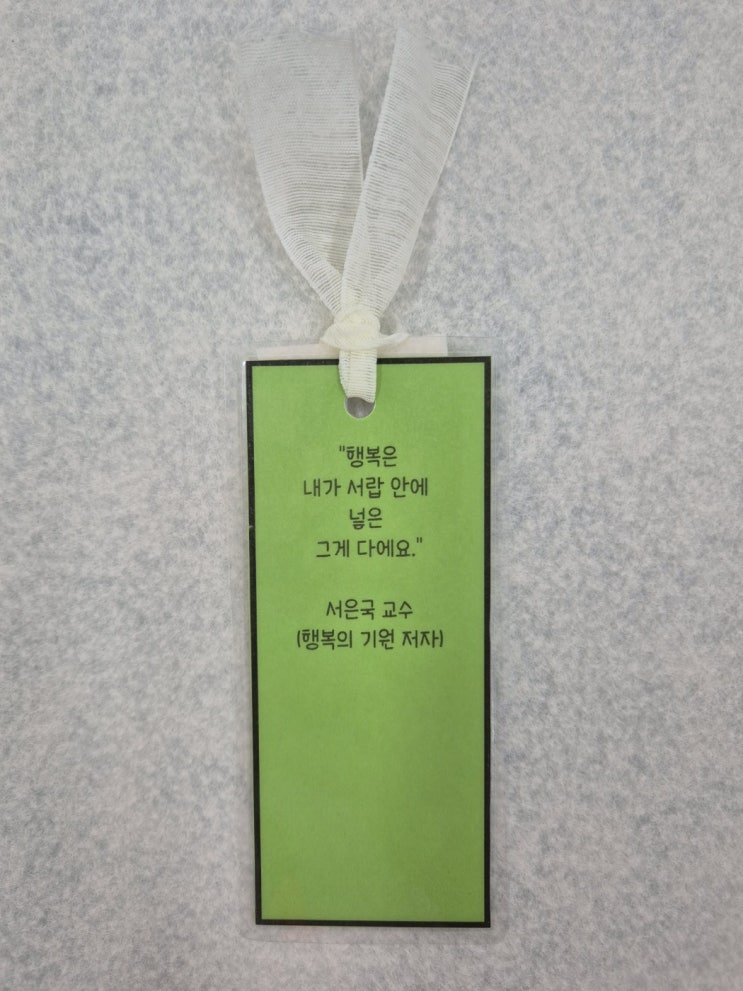 "행복은
내가 서랍 안에
넣은
그게 다에요."
서은국 교수
(행복의 기원 저자)